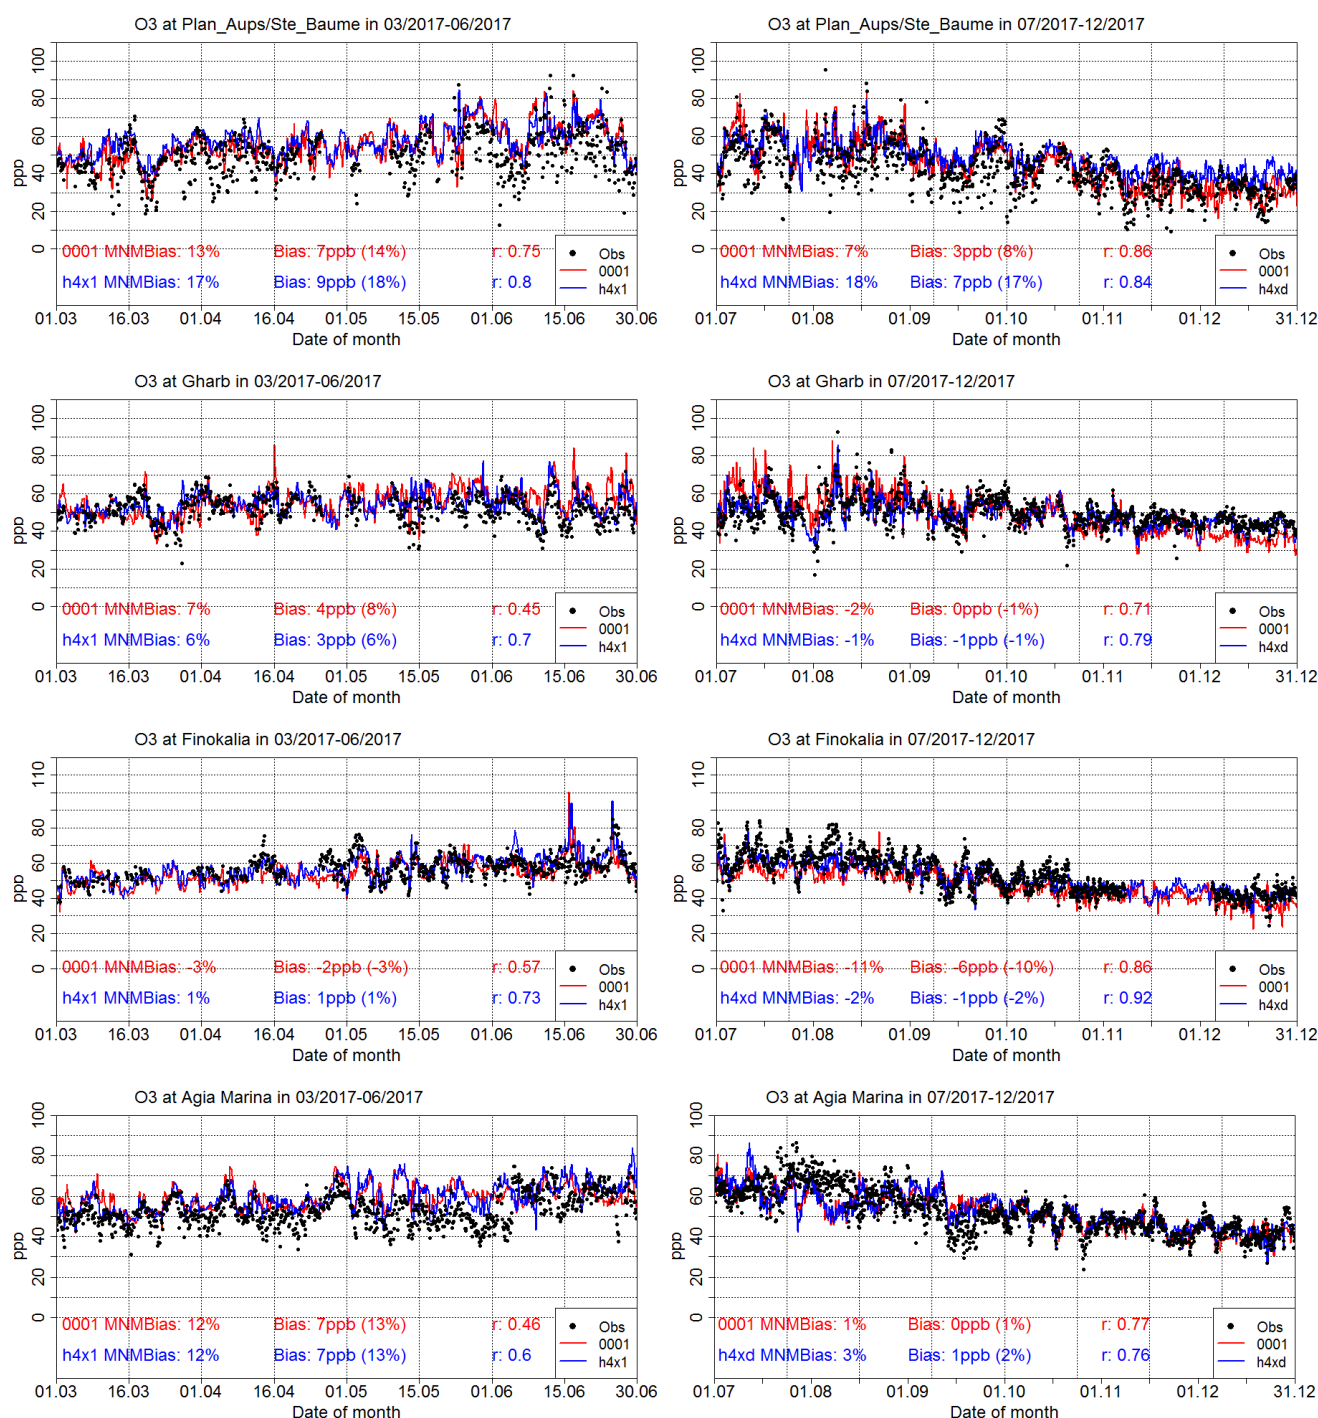 O3 at Plan_Aups/Ste_Baume in 03/2017-06/2017
100
80
60
40
20
0
ppb
0001 MNMBias: 13% Bias: 7ppb (14%) r: 0.75
h4x1 MNMBias: 17% Bias: 9ppb (18%) r: 0.8
Obs
0001
h4x1
01.03 16.03 01.04 16.04 01.05 15.05 01.06 15.06 30.06
Date of month
O3 at Plan_Aups/Ste_Baume in 07/2017-12/2017
100
80
60
40
20
0
ppb
0001 MNMBias: 7% Bias: 3ppb (8%) r: 0.86
h4xd MNMBias: 18% Bias: 7ppb (17%) r: 0.84
Obs
0001
h4xd
01.07 01.08 01.09 01.10 01.11 01.12 31.12
Date of month
O3 at Gharb in 03/2017-06/2017
100
80
60
40
20
0
ppb
0001 MNMBias: 7% Bias: 4ppb (8%) r: 0.45
h4x1 MNMBias: 6% Bias: 3ppb (6%) r: 0.7
Obs
0001
h4x1
01.03 16.03 01.04 16.04 01.05 15.05 01.06 15.06 30.06
Date of month
O3 at Gharb in 07/2017-12/2017
100
80
60
40
20
0
ppb
0001 MNMBias: -2% Bias: 0ppb (-1%) r: 0.71
h4xd MNMBias: -1% Bias: -1ppb (-1%) r: 0.79
Obs
0001
h4xd
01.07 01.08 01.09 01.10 01.11 01.12 31.12
Date of month
O3 at Finokalia in 03/2017-06/2017
110
80
60
40
20
0
ppb
0001 MNMBias: -3% Bias: -2ppb (-3%) r: 0.57
h4x1 MNMBias: 1% Bias: 1ppb (1%) r: 0.73
Obs
0001
h4x1
01.03 16.03 01.04 16.04 01.05 15.05 01.06 15.06 30.06
Date of month
O3 at Finokalia in 07/2017-12/2017
110
80
60
40
20
0
ppb
0001 MNMBias: -11% Bias: -6ppb (-10%) r: 0.86
h4xd MNMBias: -2% Bias: -1ppb (-2%) r: 0.92
Obs
0001
h4xd
01.07 01.08 01.09 01.10 01.11 01.12 31.12
Date of month
O3 at Agia Marina in 03/2017-06/2017
100
80
60
40
20
0
ppb
0001 MNMBias: 12% Bias: 7ppb (13%) r: 0.46
h4x1 MNMBias: 12% Bias: 7ppb (13%) r: 0.6
Obs
0001
h4x1
01.03 16.03 01.04 16.04 01.05 15.05 01.06 15.06 30.06
Date of month
O3 at Agia Marina in 07/2017-12/2017
100
80
60
40
20
0
ppb
0001 MNMBias: 1% Bias: 0ppb (1%) r: 0.77
h4xd MNMBias: 3% Bias: 1ppb (2%) r: 0.76
Obs
0001
h4xd
01.07 01.08 01.09 01.10 01.11 01.12 31.12
Date of month